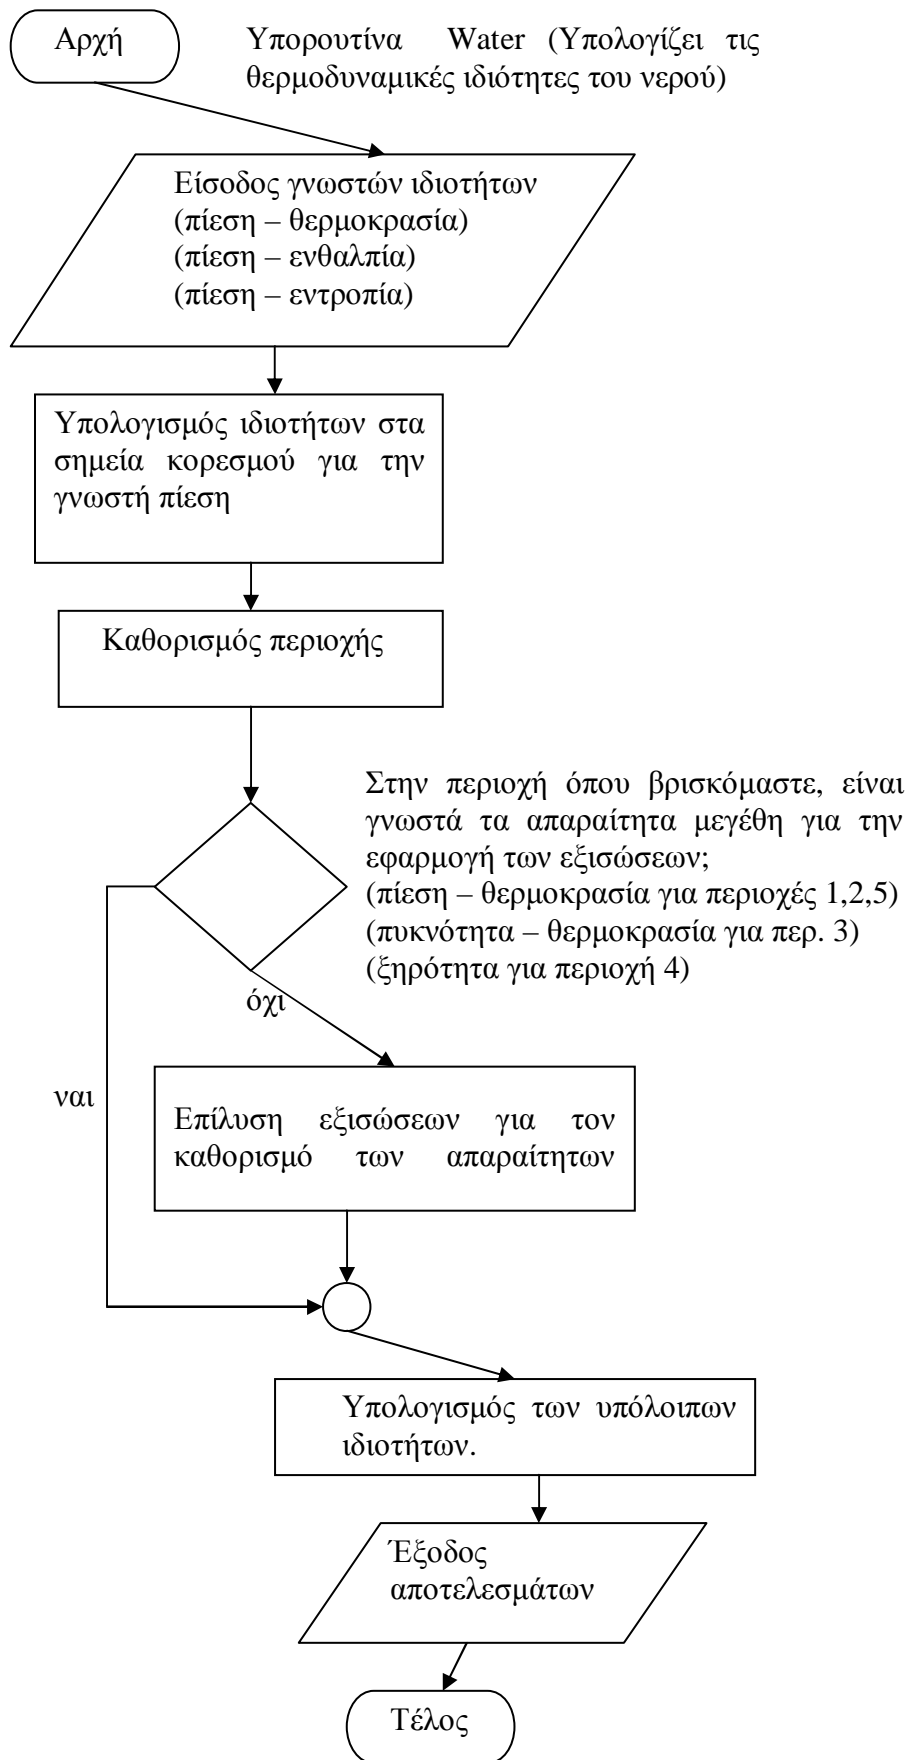 Αρχή
Υπορουτίνα Water (Υπολογίζει τις
θερμοδυναμικές ιδιότητες του νερού)
Είσοδος γνωστών ιδιοτήτων
(πίεση – θερμοκρασία)
(πίεση – ενθαλπία)
(πίεση – εντροπία)
Υπολογισμός ιδιοτήτων στα
σημεία κορεσμού για την
γνωστή πίεση
Καθορισμός περιοχής
Στην περιοχή όπου βρισκόμαστε, είναι
γνωστά τα απαραίτητα μεγέθη για την
εφαρμογή των εξισώσεων;
(πίεση – θερμοκρασία για περιοχές 1,2,5)
(πυκνότητα – θερμοκρασία για περ. 3)
(ξηρότητα για περιοχή 4)
όχι
ναι
Επίλυση εξισώσεων για τον
καθορισμό των απαραίτητων
Υπολογισμός των υπόλοιπων
ιδιοτήτων.
Έξοδος
αποτελεσμάτων
Τέλος